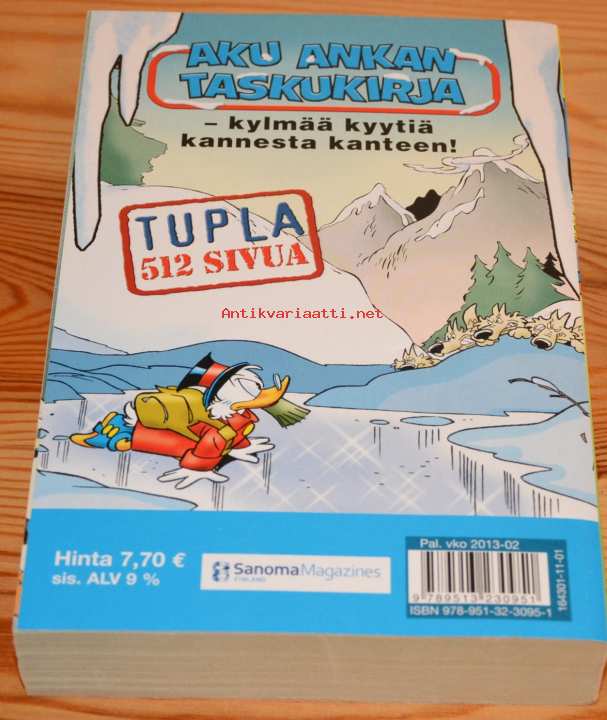 AKU ANKAN
TASKUKIRJA
– kylmää kyytiä
kannesta kanteen!
TUPLA
512 SIVUA
Antikvariaatti.net
Hinta 7,70 €
sis. ALV 9 %
SanomaMagazines
FINLAND
Pal. vko 2013-02
9 789513 230951
ISBN 978-951-32-3095-1
164301-11-01